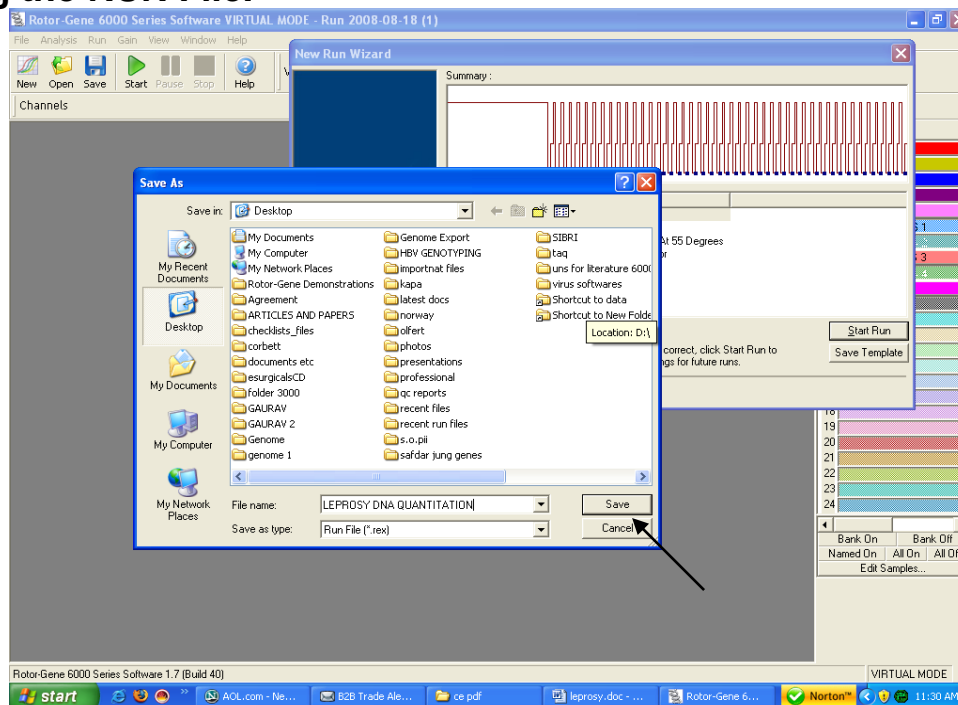 Rotor-Gene 6000 Series Software VIRTUAL MODE - Run 2008-08-18 (1)
File Analysis Run Gain View Window Help
New Open Save Start Pause Stop Help
Channels
New Run Wizard
Summary :
At 55 Degrees
correct, click Start Run to
ngs for future runs.
Start Run
Save Template
Save As
Save in: Desktop
My Recent Documents
Desktop
My Documents
My Computer
My Network Places
My Documents
My Computer
My Network Places
Rotor-Gene Demonstrations
Agreement
ARTICLES AND PAPERS
checklists_files
corbett
documents etc
esurgicalsCD
folder 3000
GAURAV
GAURAV 2
Genome
genome 1
Genome Export
HBV GENOTYPING
importnat files
kapa
latest docs
norway
olfert
photos
presentations
professional
qc reports
recent files
recent run files
s.o.pii
safdar jung genes
SIBRI
taq
uns for literature 600
virus softwares
Shortcut to data
Shortcut to New Folde
Location: D:\
File name: LEPROSY DNA QUANTITATION
Save as type: Run File (*.rex)
Save
Cancel
19
20
21
22
23
24
Bank On Bank Off
Named On All On All Of
Edit Samples...
Rotor-Gene 6000 Series Software 1.7 (Build 40)
VIRTUAL MODE
start
AOL.com - Ne...
B2B Trade Ale...
ce pdf
leprosy.doc - ...
Rotor-Gene 6...
Norton™
11:30 AM